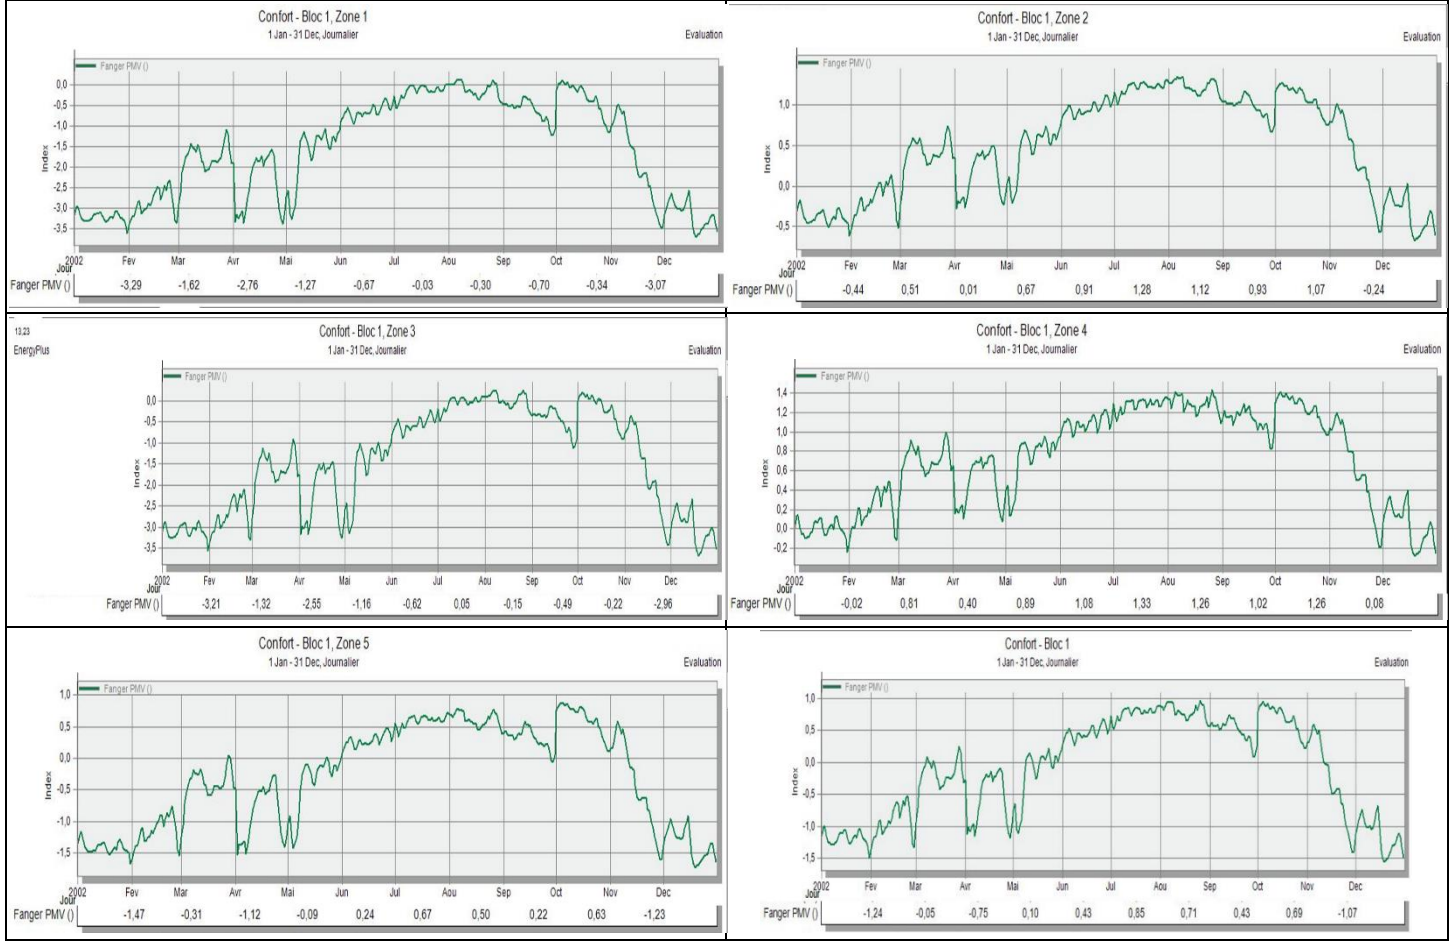 Confort - Bloc 1, Zone 1
1 Jan - 31 Dec, Journalier
Evaluation
Fanger PMV ()
0,0
-0,5
-1,0
-1,5
-2,0
-2,5
-3,0
-3,5
Index
2002 Fev Mar Avr Mai Jun Jul Aou Sep Oct Nov Dec
Jour
Fanger PMV () -3,29 -1,62 -2,76 -1,27 -0,67 -0,03 -0,30 -0,70 -0,34 -3,07
Confort - Bloc 1, Zone 2
1 Jan - 31 Dec, Journalier
Evaluation
Fanger PMV ()
1,0
0,5
0,0
-0,5
Index
2002 Fev Mar Avr Mai Jun Jul Aou Sep Oct Nov Dec
Jour
Fanger PMV () -0,44 0,51 0,01 0,67 0,91 1,28 1,12 0,93 1,07 -0,24
13,23
EnergyPlus
Confort - Bloc 1, Zone 3
1 Jan - 31 Dec, Journalier
Evaluation
Fanger PMV ()
0,0
-0,5
-1,0
-1,5
-2,0
-2,5
-3,0
-3,5
Index
2002 Fev Mar Avr Mai Jun Jul Aou Sep Oct Nov Dec
Jour
Fanger PMV () -3,21 -1,32 -2,55 -1,16 -0,62 0,05 -0,15 -0,49 -0,22 -2,96
Confort - Bloc 1, Zone 4
1 Jan - 31 Dec, Journalier
Evaluation
Fanger PMV ()
1,4
1,2
1,0
0,8
0,6
0,4
0,2
0,0
-0,2
Index
2002 Fev Mar Avr Mai Jun Jul Aou Sep Oct Nov Dec
Jour
Fanger PMV () -0,02 0,81 0,40 0,89 1,08 1,33 1,26 1,02 1,26 0,08
Confort - Bloc 1, Zone 5
1 Jan - 31 Dec, Journalier
Evaluation
Fanger PMV ()
1,0
0,5
0,0
-0,5
-1,0
-1,5
Index
2002 Fev Mar Avr Mai Jun Jul Aou Sep Oct Nov Dec
Jour
Fanger PMV () -1,47 -0,31 -1,12 -0,09 0,24 0,67 0,50 0,22 0,63 -1,23
Confort - Bloc 1
1 Jan - 31 Dec, Journalier
Evaluation
Fanger PMV ()
1,0
0,5
0,0
-0,5
-1,0
-1,5
Index
2002 Fev Mar Avr Mai Jun Jul Aou Sep Oct Nov Dec
Jour
Fanger PMV () -1,24 -0,05 -0,75 0,10 0,43 0,85 0,71 0,43 0,69 -1,07